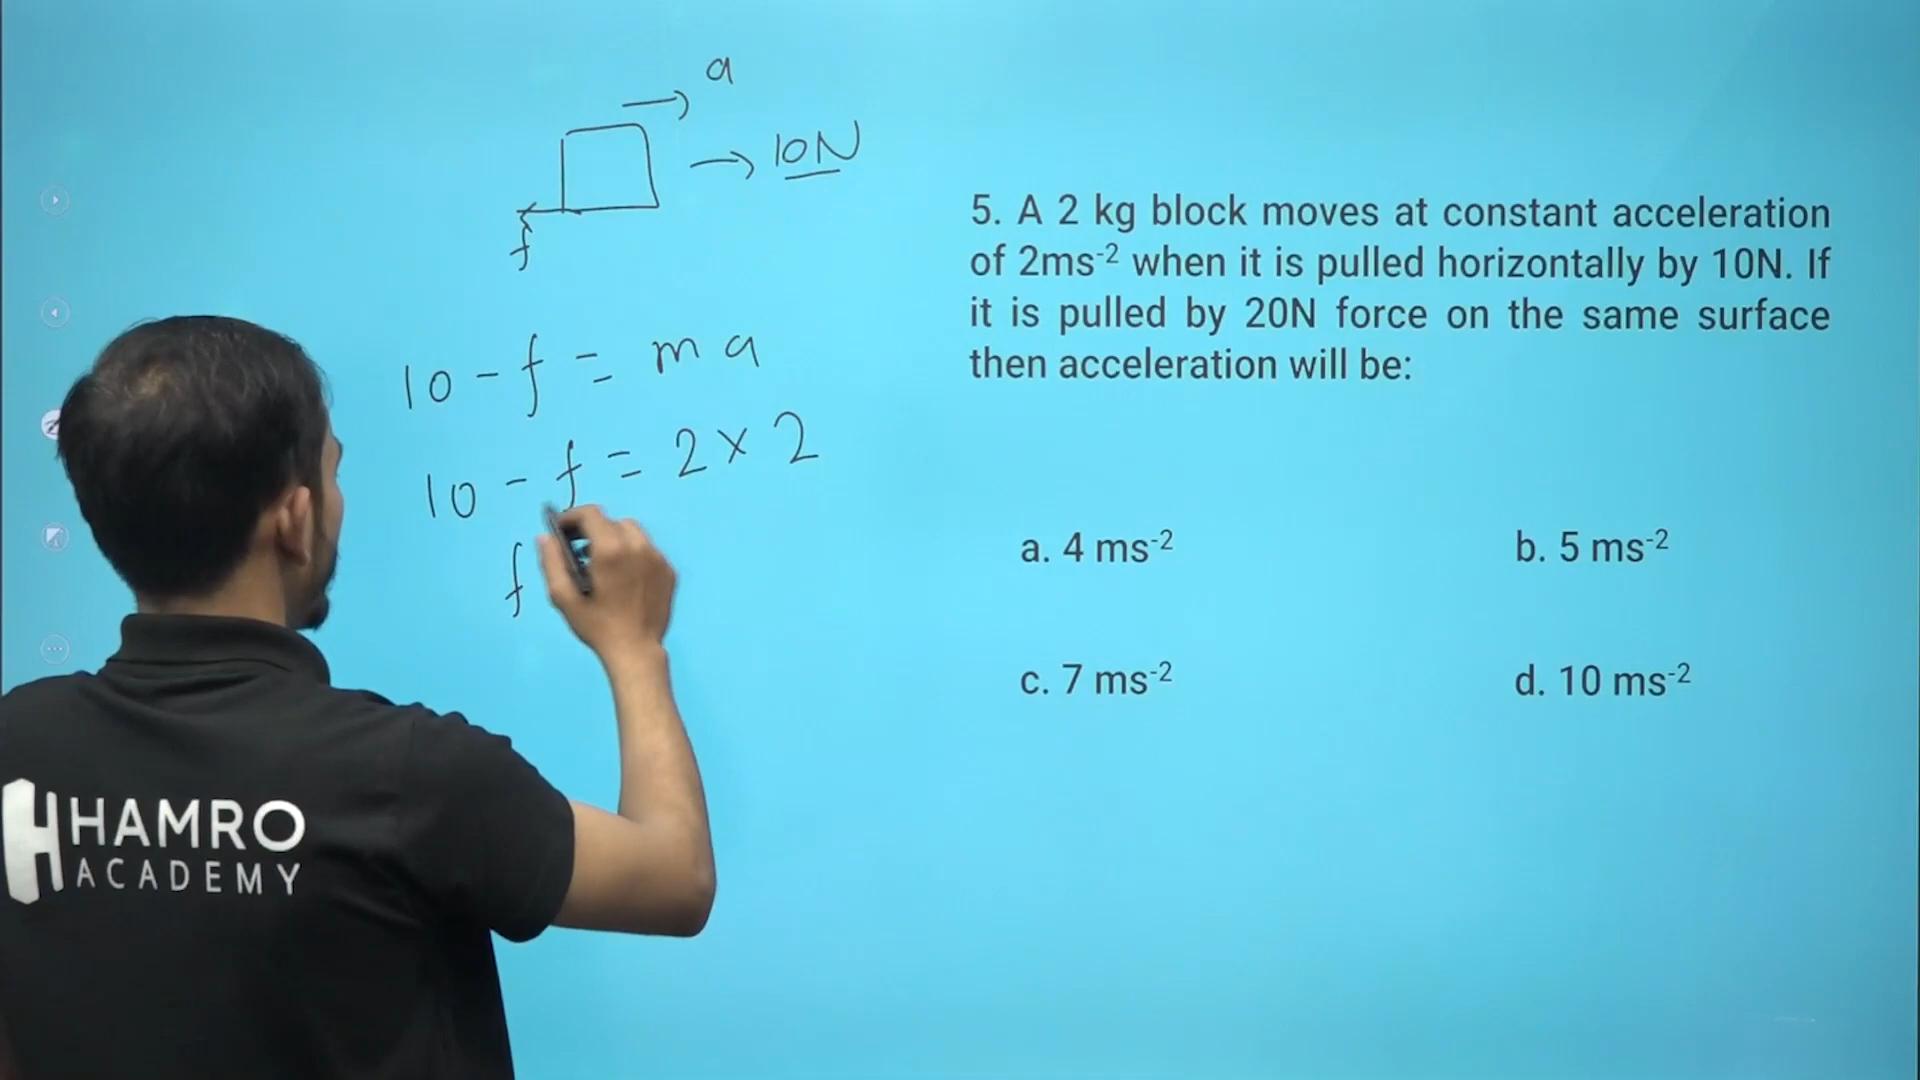 a
10N
f
10 - f = ma
10 - f = 2 × 2
f
5. A 2 kg block moves at constant acceleration
of 2ms⁻² when it is pulled horizontally by 10N. If
it is pulled by 20N force on the same surface
then acceleration will be:
a. 4 ms⁻²
b. 5 ms⁻²
c. 7 ms⁻²
d. 10 ms⁻²
HAMRO
ACADEMY